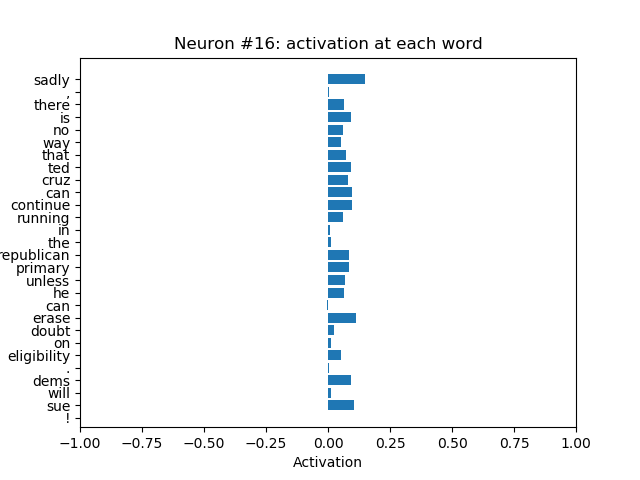 Neuron #16: activation at each word
sadly
,
there
is
no
way
that
ted
cruz
can
continue
running
in
the
republican
primary
unless
he
can
erase
doubt
on
eligibility
.
dems
will
sue
!
−1.00 −0.75 −0.50 −0.25 0.00 0.25 0.50 0.75 1.00
Activation